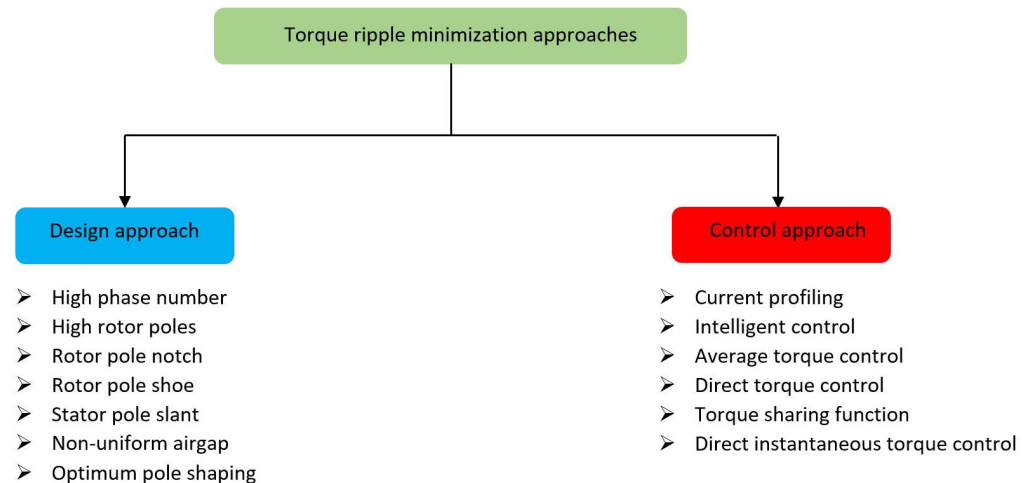 Torque ripple minimization approaches
Design approach
High phase number
High rotor poles
Rotor pole notch
Rotor pole shoe
Stator pole slant
Non-uniform airgap
Optimum pole shaping
Control approach
Current profiling
Intelligent control
Average torque control
Direct torque control
Torque sharing function
Direct instantaneous torque control